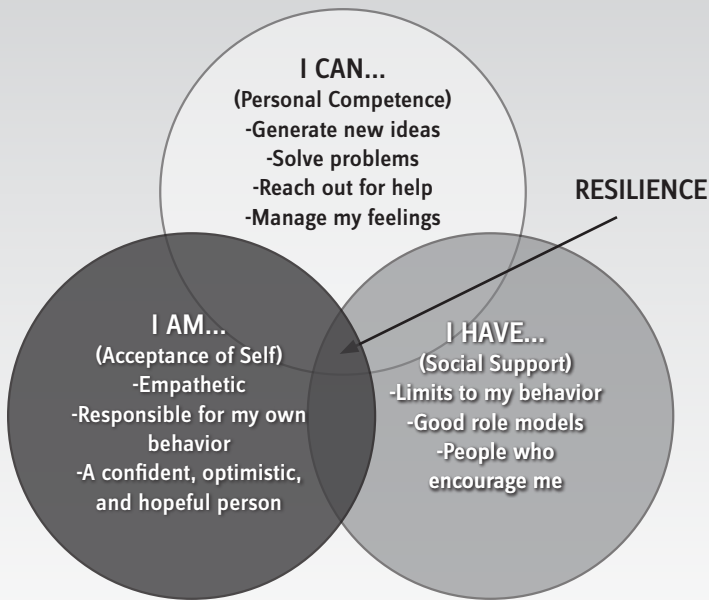 I CAN...
(Personal Competence)
-Generate new ideas
-Solve problems
-Reach out for help
-Manage my feelings
RESILIENCE
I AM...
(Acceptance of Self)
-Empathetic
-Responsible for my own
behavior
-A confident, optimistic,
and hopeful person
I HAVE...
(Social Support)
-Limits to my behavior
-Good role models
-People who
encourage me